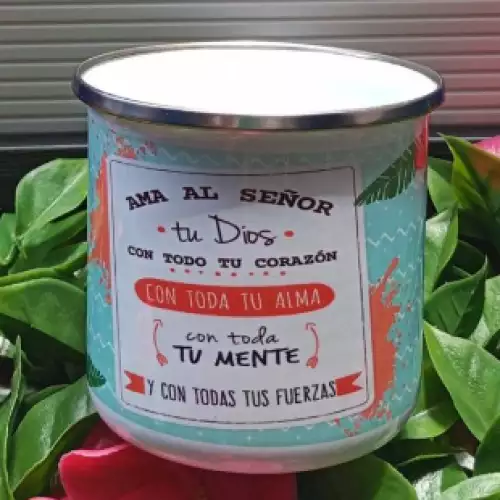 AMA AL SEÑOR
• tu Dios •
CON TODO TU CORAZÓN
CON TODA TU ALMA
con toda
TU MENTE
Y CON TODAS TUS FUERZAS